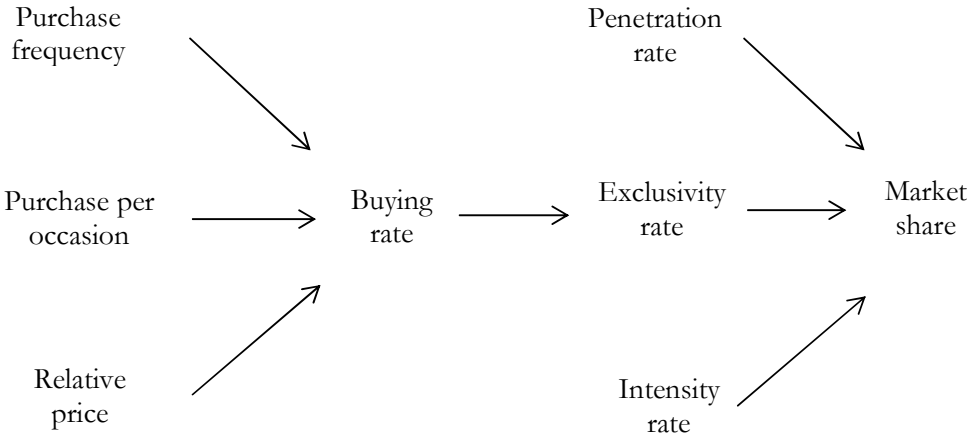 Purchase
frequency
Penetration
rate
Purchase per
occasion
Buying
rate
Exclusivity
rate
Market
share
Relative
price
Intensity
rate